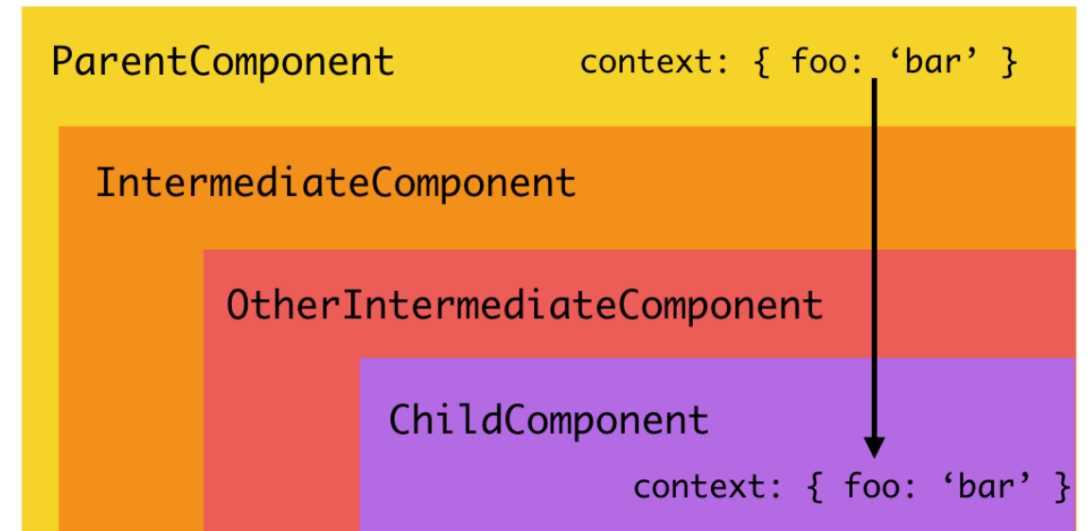 ParentComponent context: { foo: ‘bar’ }
IntermediateComponent
OtherIntermediateComponent
ChildComponent
context: { foo: ‘bar’ }